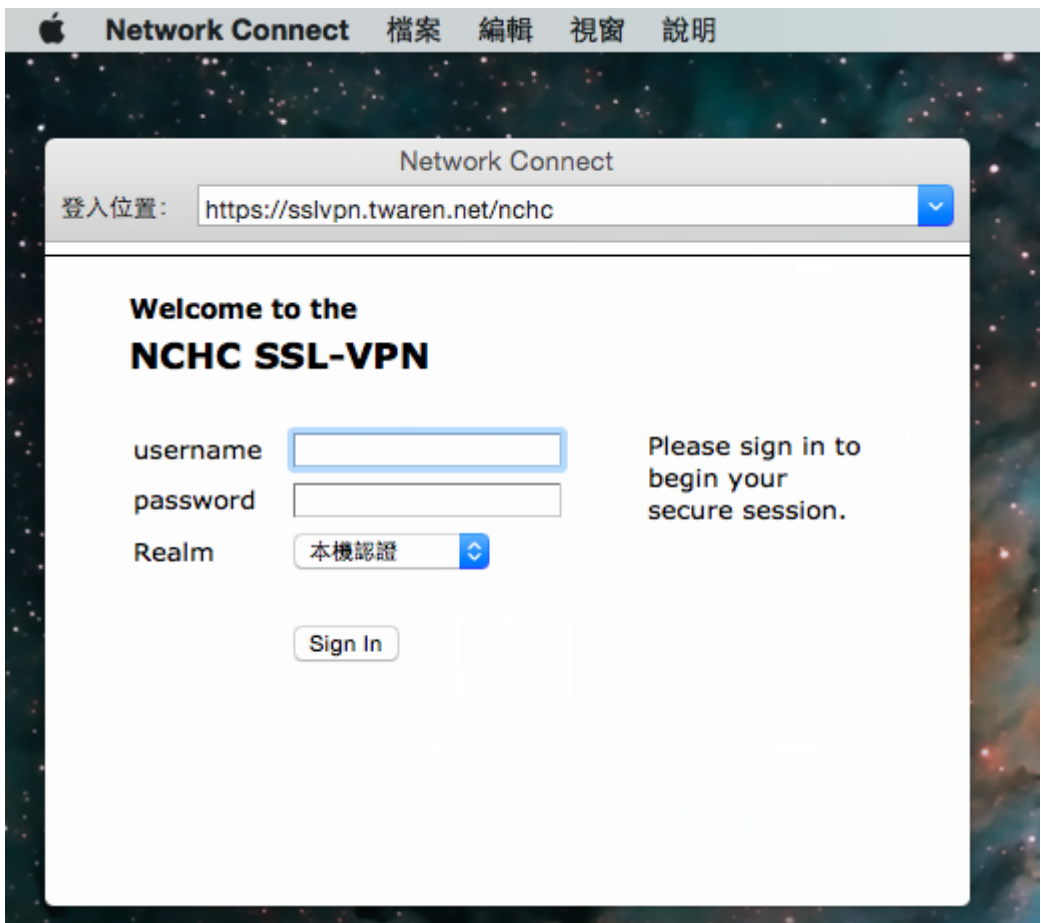 Network Connect 檔案 編輯 視窗 說明
Network Connect
登入位置: https://sslvpn.twaren.net/nchc
Welcome to the
NCHC SSL-VPN
username
password
Realm 本機認證
Please sign in to
begin your
secure session.
Sign In